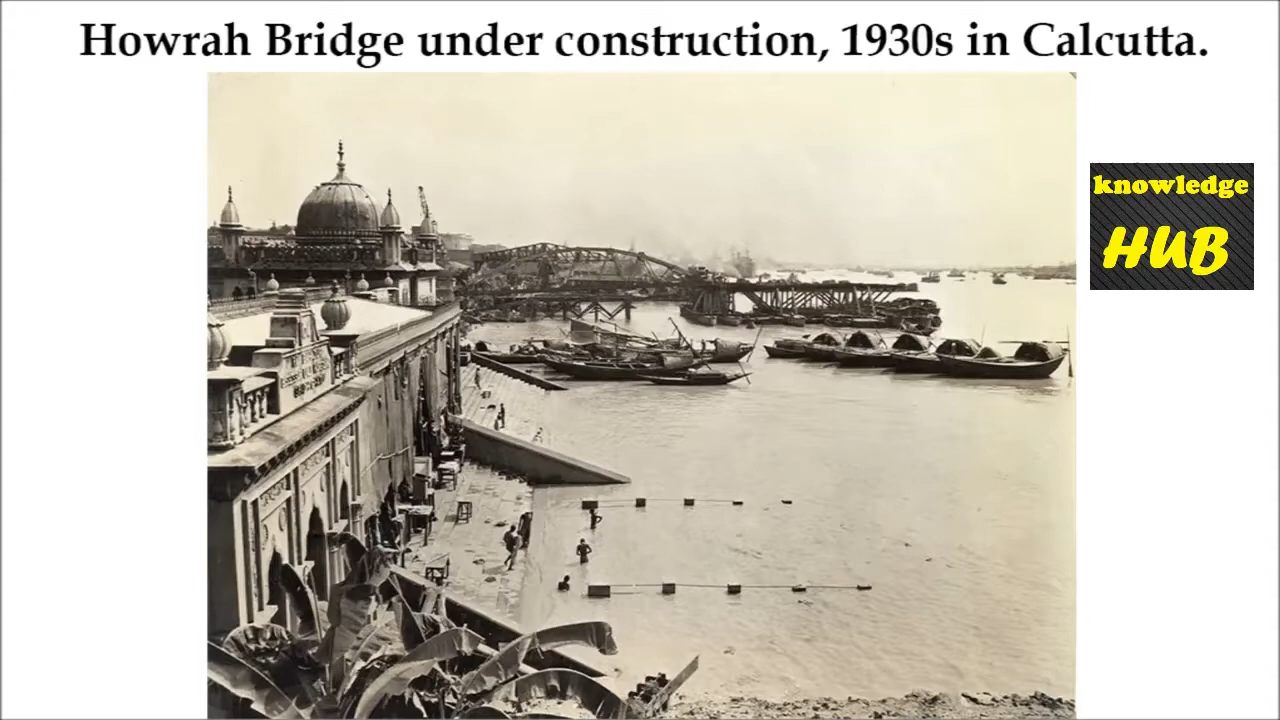 Howrah Bridge under construction, 1930s in Calcutta.
knowledge
HUB